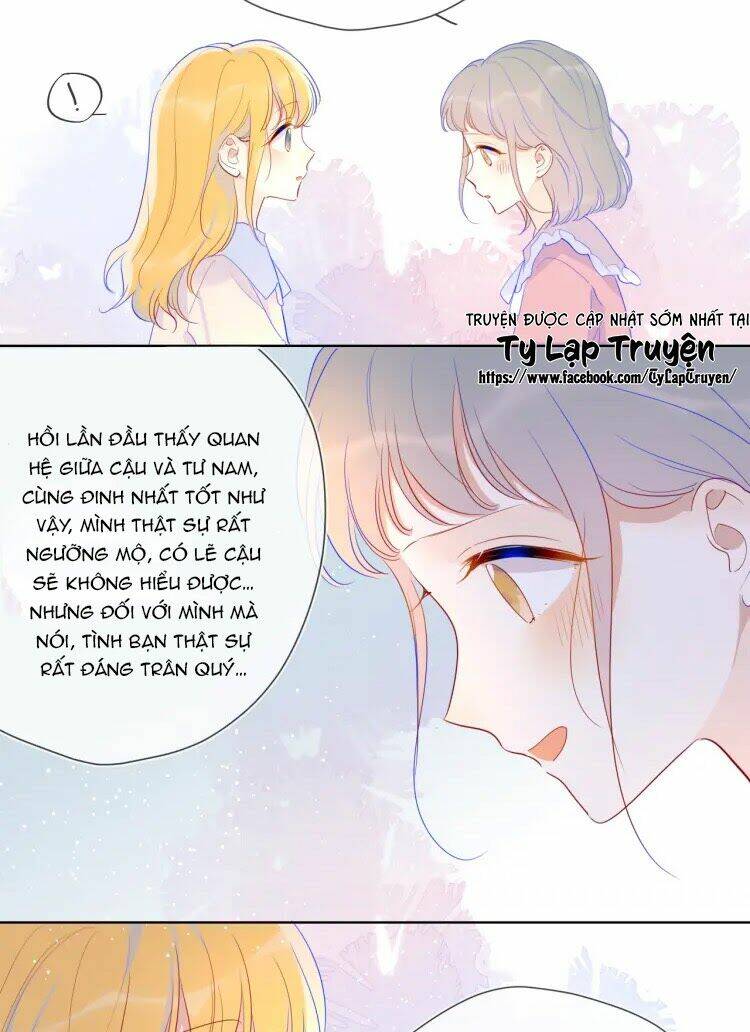 !
TRUYỆN ĐƯỢC CẬP NHẬT SỚM NHẤT TẠI
Ty Lạp Truyện
https://www.facebook.com/TyLapTruyen/
HỒI LẦN ĐẦU THẤY QUAN
HỆ GIỮA CẬU VÀ TƯ NAM,
CÙNG ĐINH NHẤT TỐT NHƯ
VẬY, MÌNH THẬT SỰ RẤT
NGƯỠNG MỘ, CÓ LẼ CẬU
SẼ KHÔNG HIỂU ĐƯỢC...
NHƯNG ĐỐI VỚI MÌNH MÀ
NÓI, TÌNH BẠN THẬT SỰ
RẤT ĐÁNG TRÂN QUÝ...